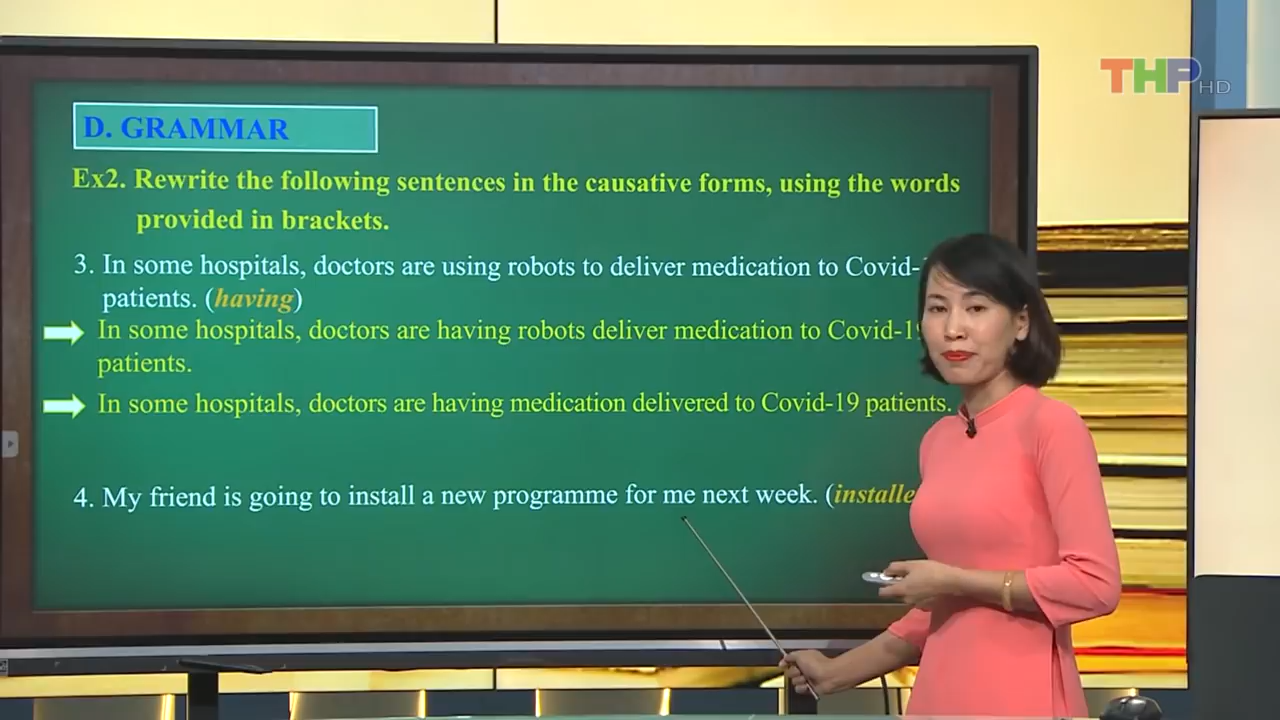 THP HD
D. GRAMMAR
Ex2. Rewrite the following sentences in the causative forms, using the words
provided in brackets.
3. In some hospitals, doctors are using robots to deliver medication to Covid-
patients. (having)
In some hospitals, doctors are having robots deliver medication to Covid-19
patients.
In some hospitals, doctors are having medication delivered to Covid-19 patients.
4. My friend is going to install a new programme for me next week. (installe